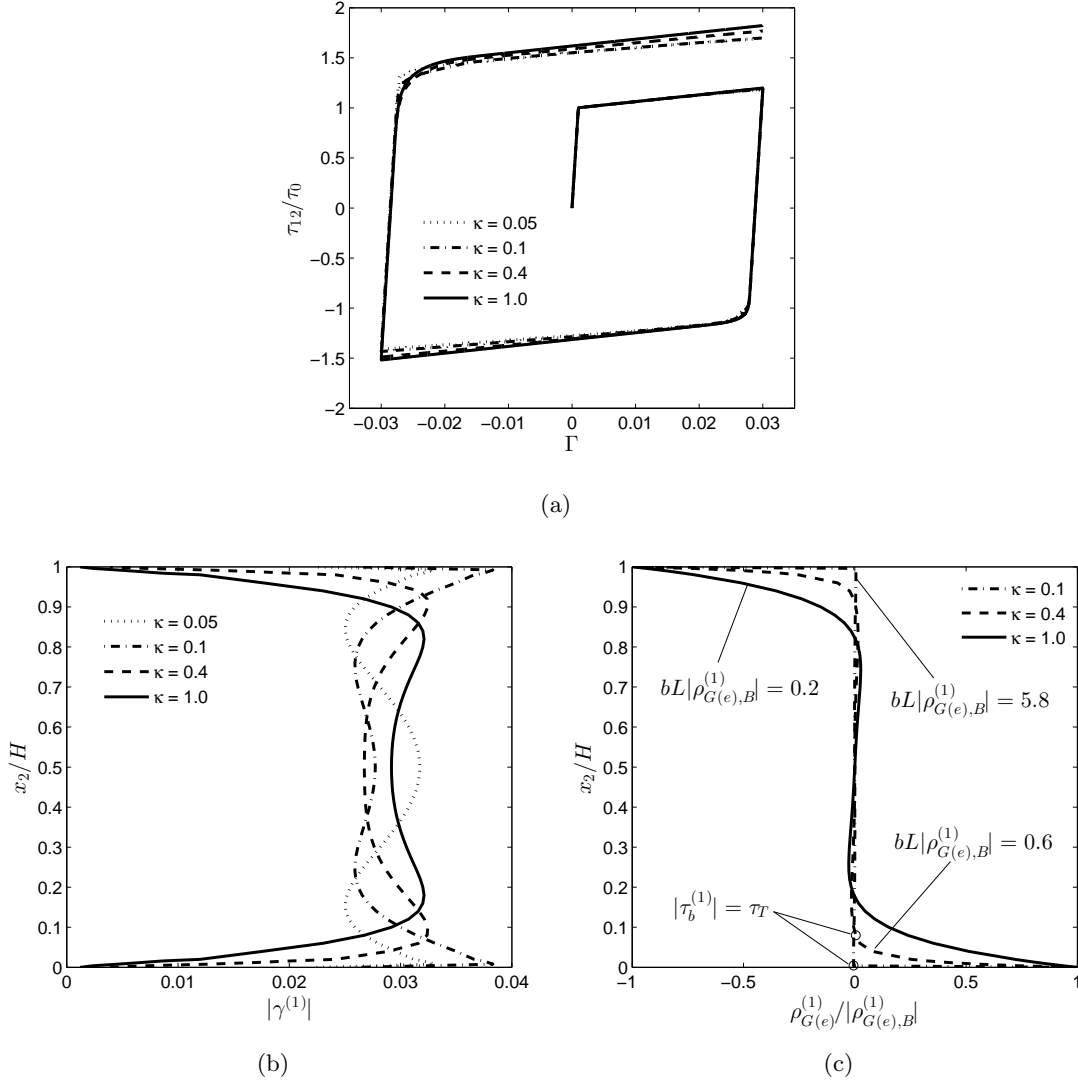 2
1.5
1
0.5
0
−0.5
−1
−1.5
−2
τ₁₂/τ₀
κ = 0.05
κ = 0.1
κ = 0.4
κ = 1.0
−0.03 −0.02 −0.01 0 0.01 0.02 0.03
Γ
(a)
1
0.9
0.8
0.7
0.6
0.5
0.4
0.3
0.2
0.1
0
x₂/H
κ = 0.05
κ = 0.1
κ = 0.4
κ = 1.0
0 0.01 0.02 0.03 0.04
|γ^{(1)}|
(b)
1
0.9
0.8
0.7
0.6
0.5
0.4
0.3
0.2
0.1
0
x₂/H
κ = 0.1
κ = 0.4
κ = 1.0
bL|ρ^{(1)}_{G(e),B}| = 0.2
bL|ρ^{(1)}_{G(e),B}| = 5.8
bL|ρ^{(1)}_{G(e),B}| = 0.6
|τ_b^{(1)}| = τ_T
−1 −0.5 0 0.5 1
ρ^{(1)}_{G(e)}/|ρ^{(1)}_{G(e),B}|
(c)